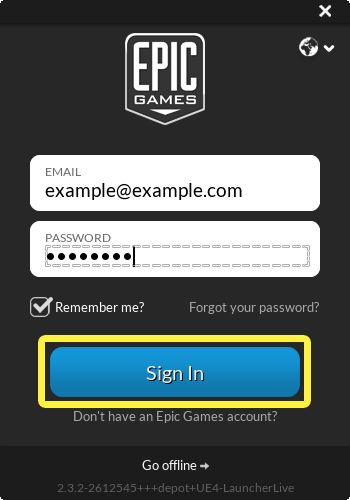 EPIC
GAMES
EMAIL
example@example.com
PASSWORD
Remember me?
Forgot your password?
Sign In
Don't have an Epic Games account?
Go offline
2.3.2-2612545+++depot+UE4-LauncherLive